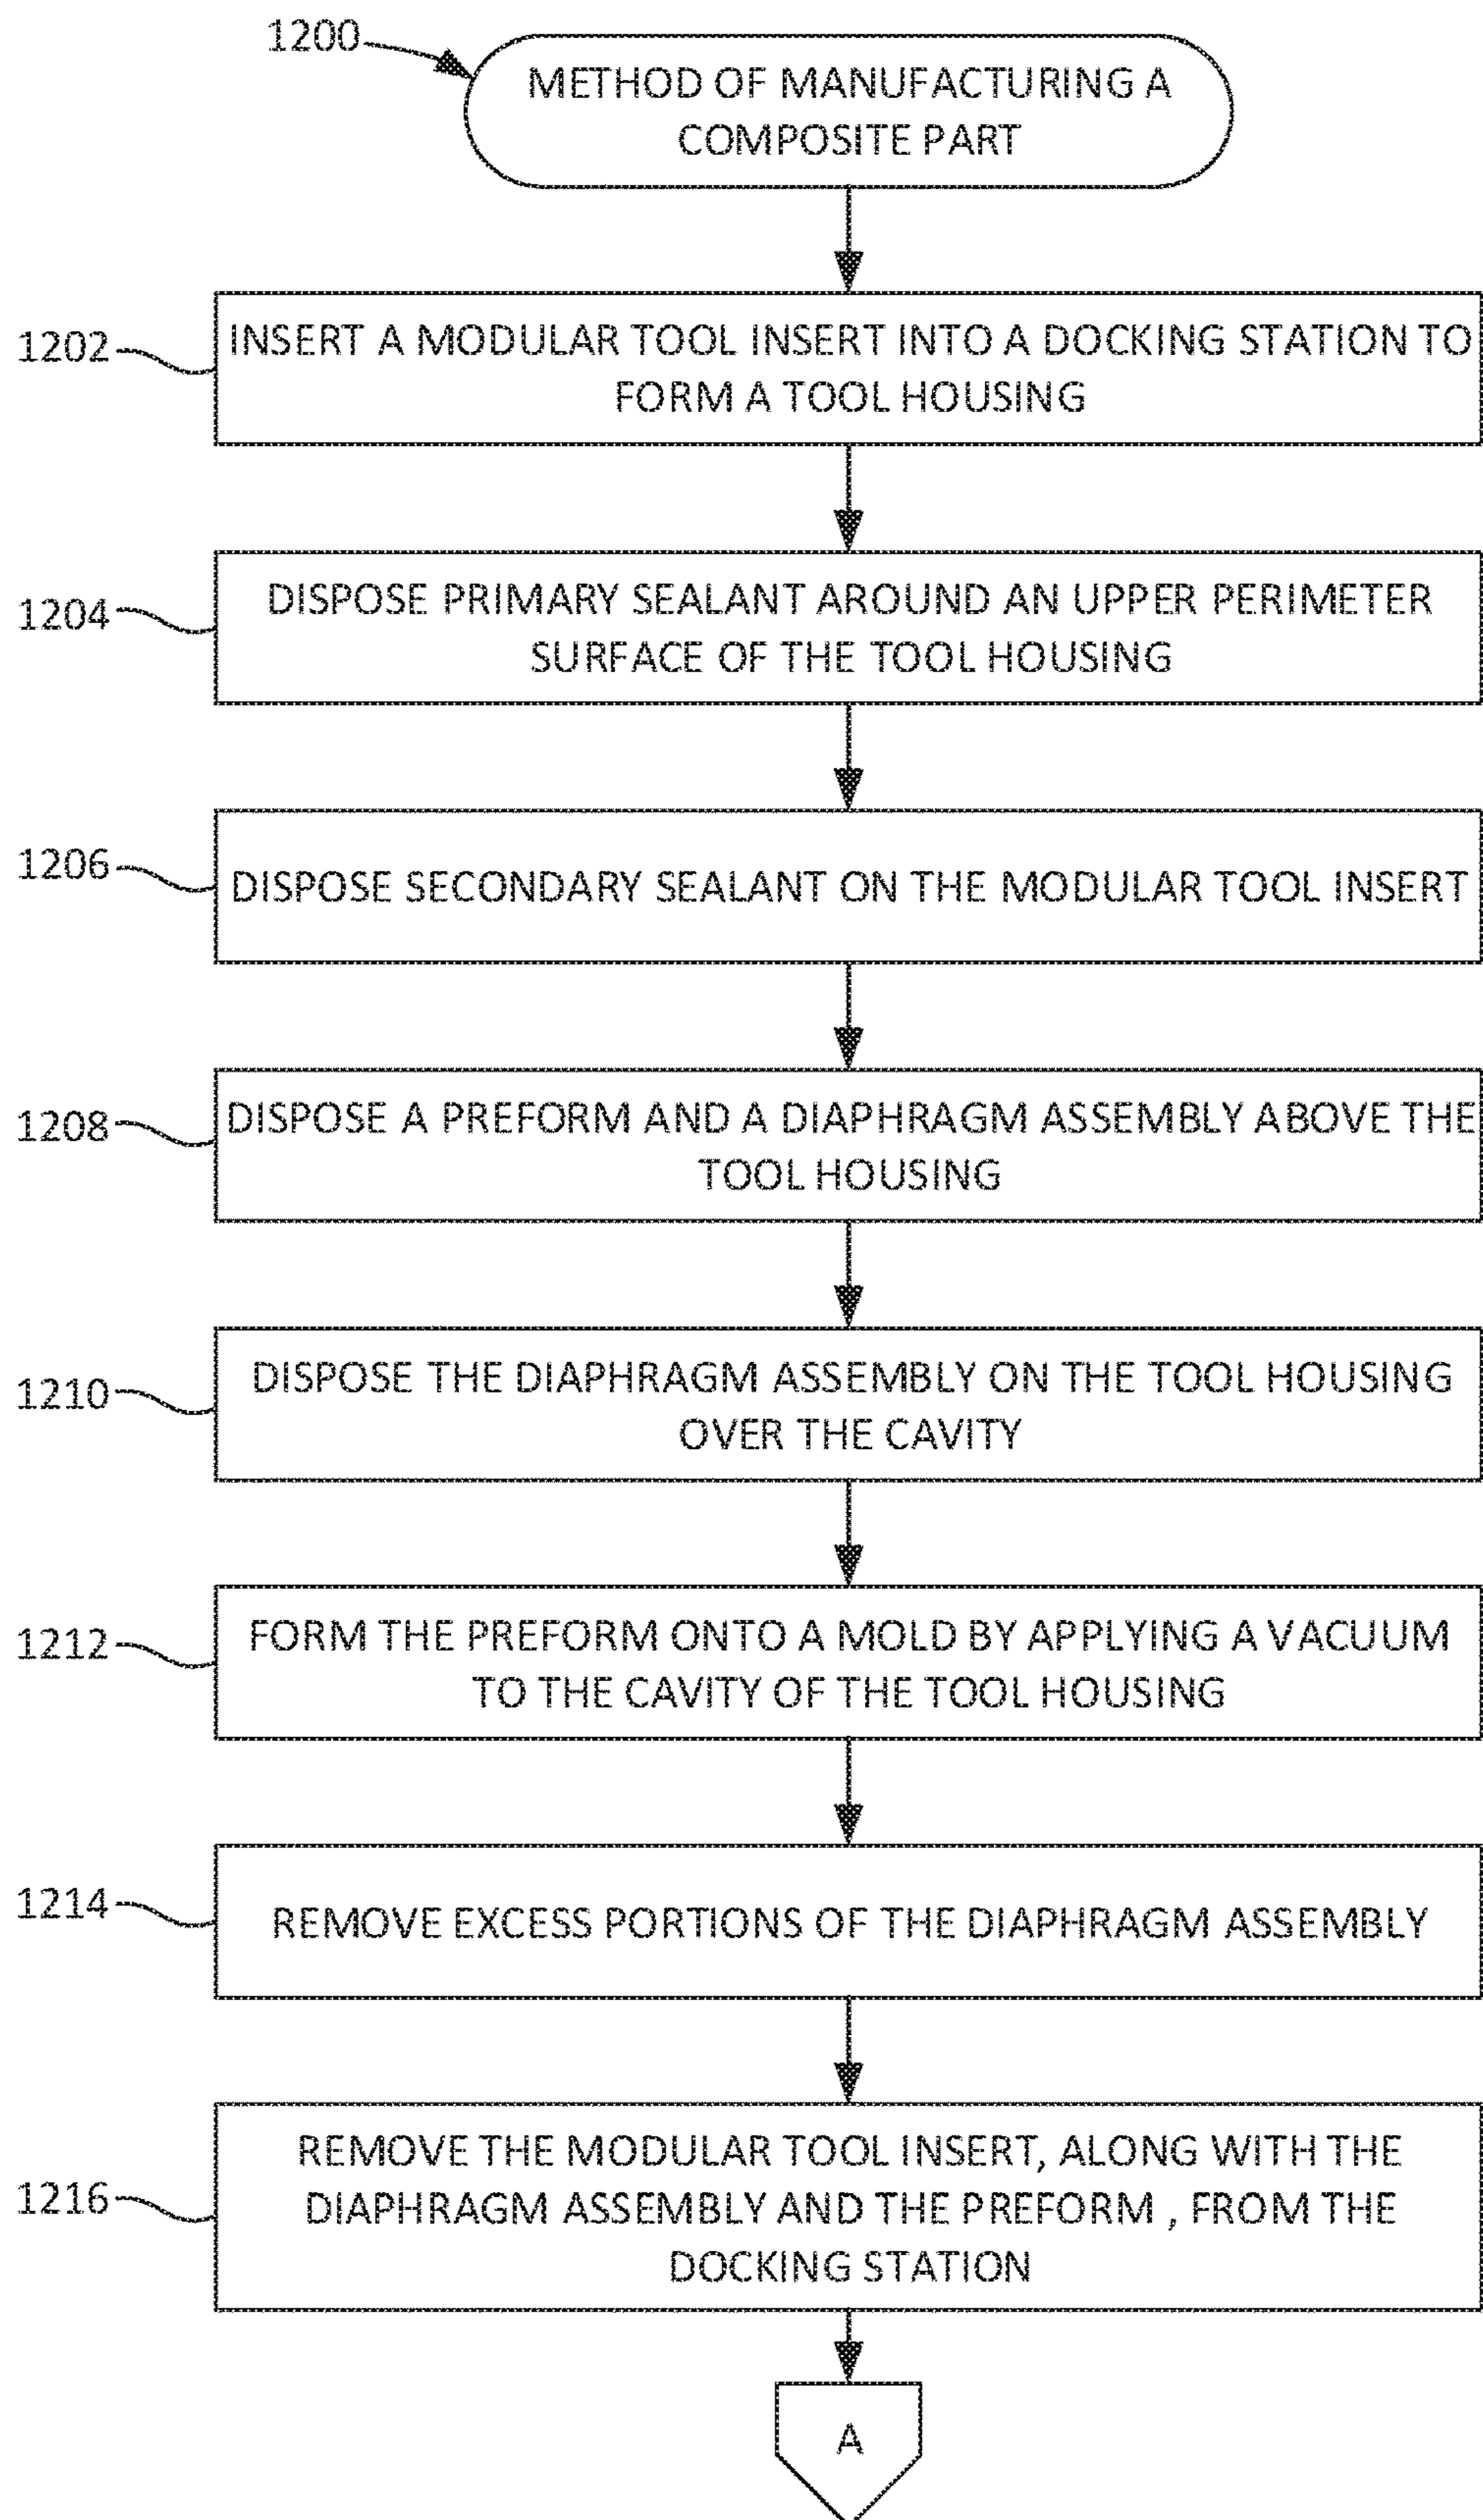 1200
METHOD OF MANUFACTURING A
COMPOSITE PART
1202
INSERT A MODULAR TOOL INSERT INTO A DOCKING STATION TO
FORM A TOOL HOUSING
1204
DISPOSE PRIMARY SEALANT AROUND AN UPPER PERIMETER
SURFACE OF THE TOOL HOUSING
1206
DISPOSE SECONDARY SEALANT ON THE MODULAR TOOL INSERT
1208
DISPOSE A PREFORM AND A DIAPHRAGM ASSEMBLY ABOVE THE
TOOL HOUSING
1210
DISPOSE THE DIAPHRAGM ASSEMBLY ON THE TOOL HOUSING
OVER THE CAVITY
1212
FORM THE PREFORM ONTO A MOLD BY APPLYING A VACUUM
TO THE CAVITY OF THE TOOL HOUSING
1214
REMOVE EXCESS PORTIONS OF THE DIAPHRAGM ASSEMBLY
1216
REMOVE THE MODULAR TOOL INSERT, ALONG WITH THE
DIAPHRAGM ASSEMBLY AND THE PREFORM , FROM THE
DOCKING STATION
A